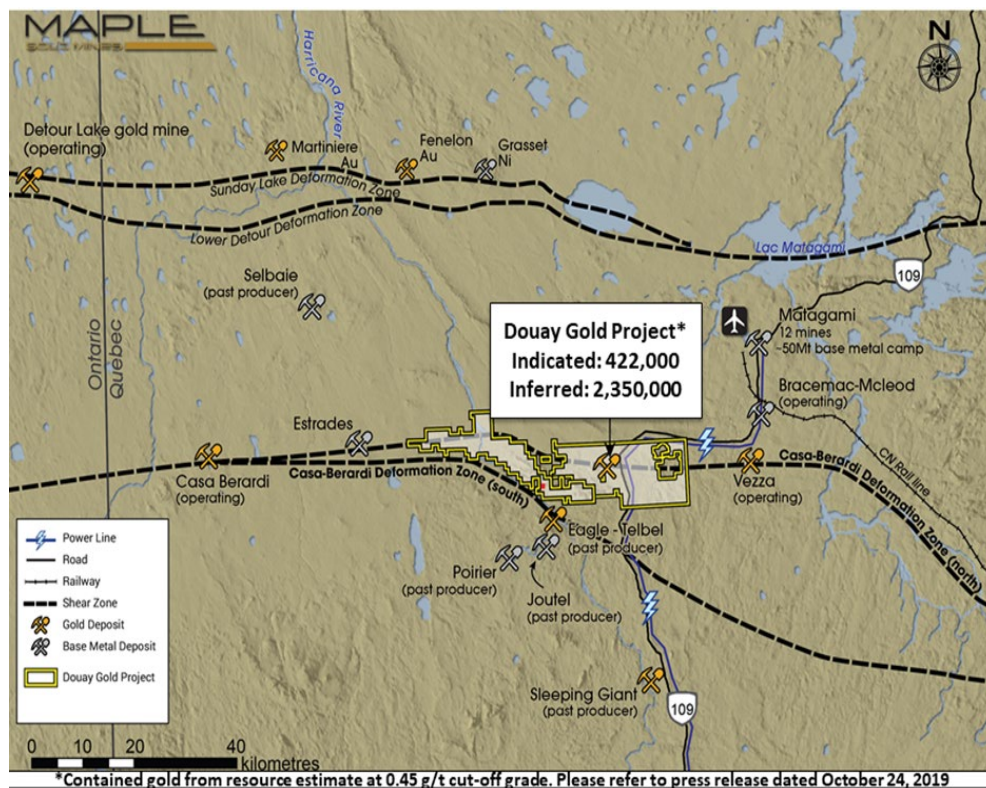 MAPLE
GOLD MINES
N
Harricana River
Detour Lake gold mine
(operating)
Martiniere
Au
Fenelon
Au
Grasset
Ni
Sunday Lake Deformation Zone
Lower Detour Deformation Zone
Lac Matagami
109
Selbaie
(past producer)
Ontario
Quebec
Douay Gold Project*
Indicated: 422,000
Inferred: 2,350,000
Matagami
12 mines
~50Mt base metal camp
Bracemac-Mcleod
(operating)
Estrades
Casa Berardi
(operating)
Casa-Berardi Deformation Zone (south)
Vezza
(operating)
Casa-Berardi Deformation Zone (north)
CN Rail line
Eagle - Telbel
(past producer)
Poirier
(past producer)
Joutel
(past producer)
Sleeping Giant
(past producer)
109
Power Line
Road
Railway
Shear Zone
Gold Deposit
Base Metal Deposit
Douay Gold Project
0 10 20 40
kilometres
*Contained gold from resource estimate at 0.45 g/t cut-off grade. Please refer to press release dated October 24, 2019